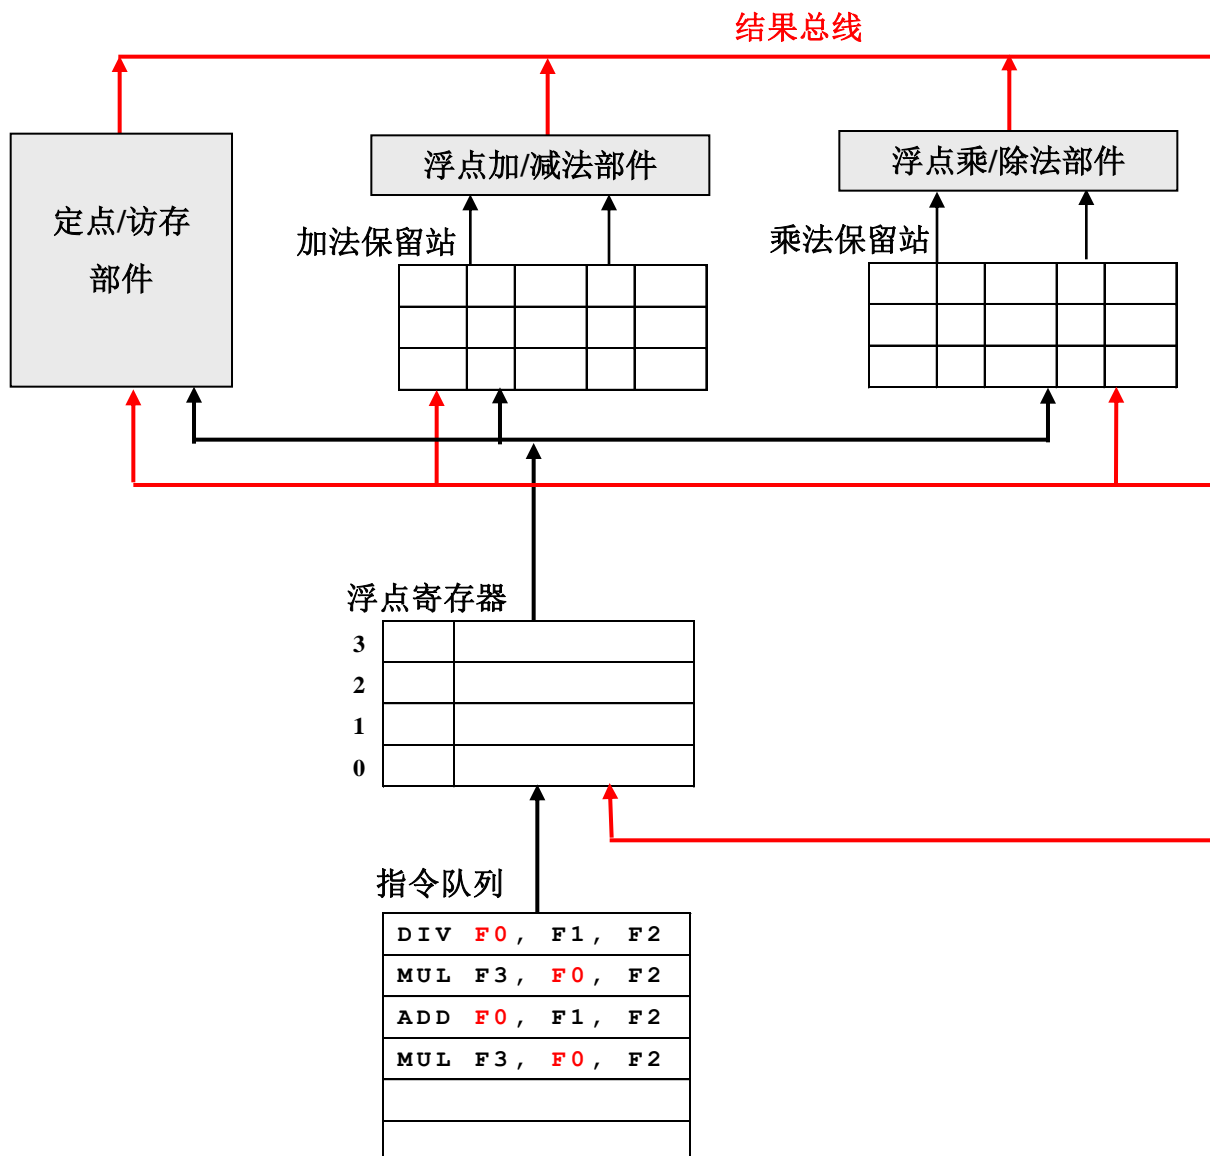 结果总线
定点/访存
部件
浮点加/减法部件
浮点乘/除法部件
加法保留站
乘法保留站
浮点寄存器
3
2
1
0
指令队列
DIV F0, F1, F2
MUL F3, F0, F2
ADD F0, F1, F2
MUL F3, F0, F2